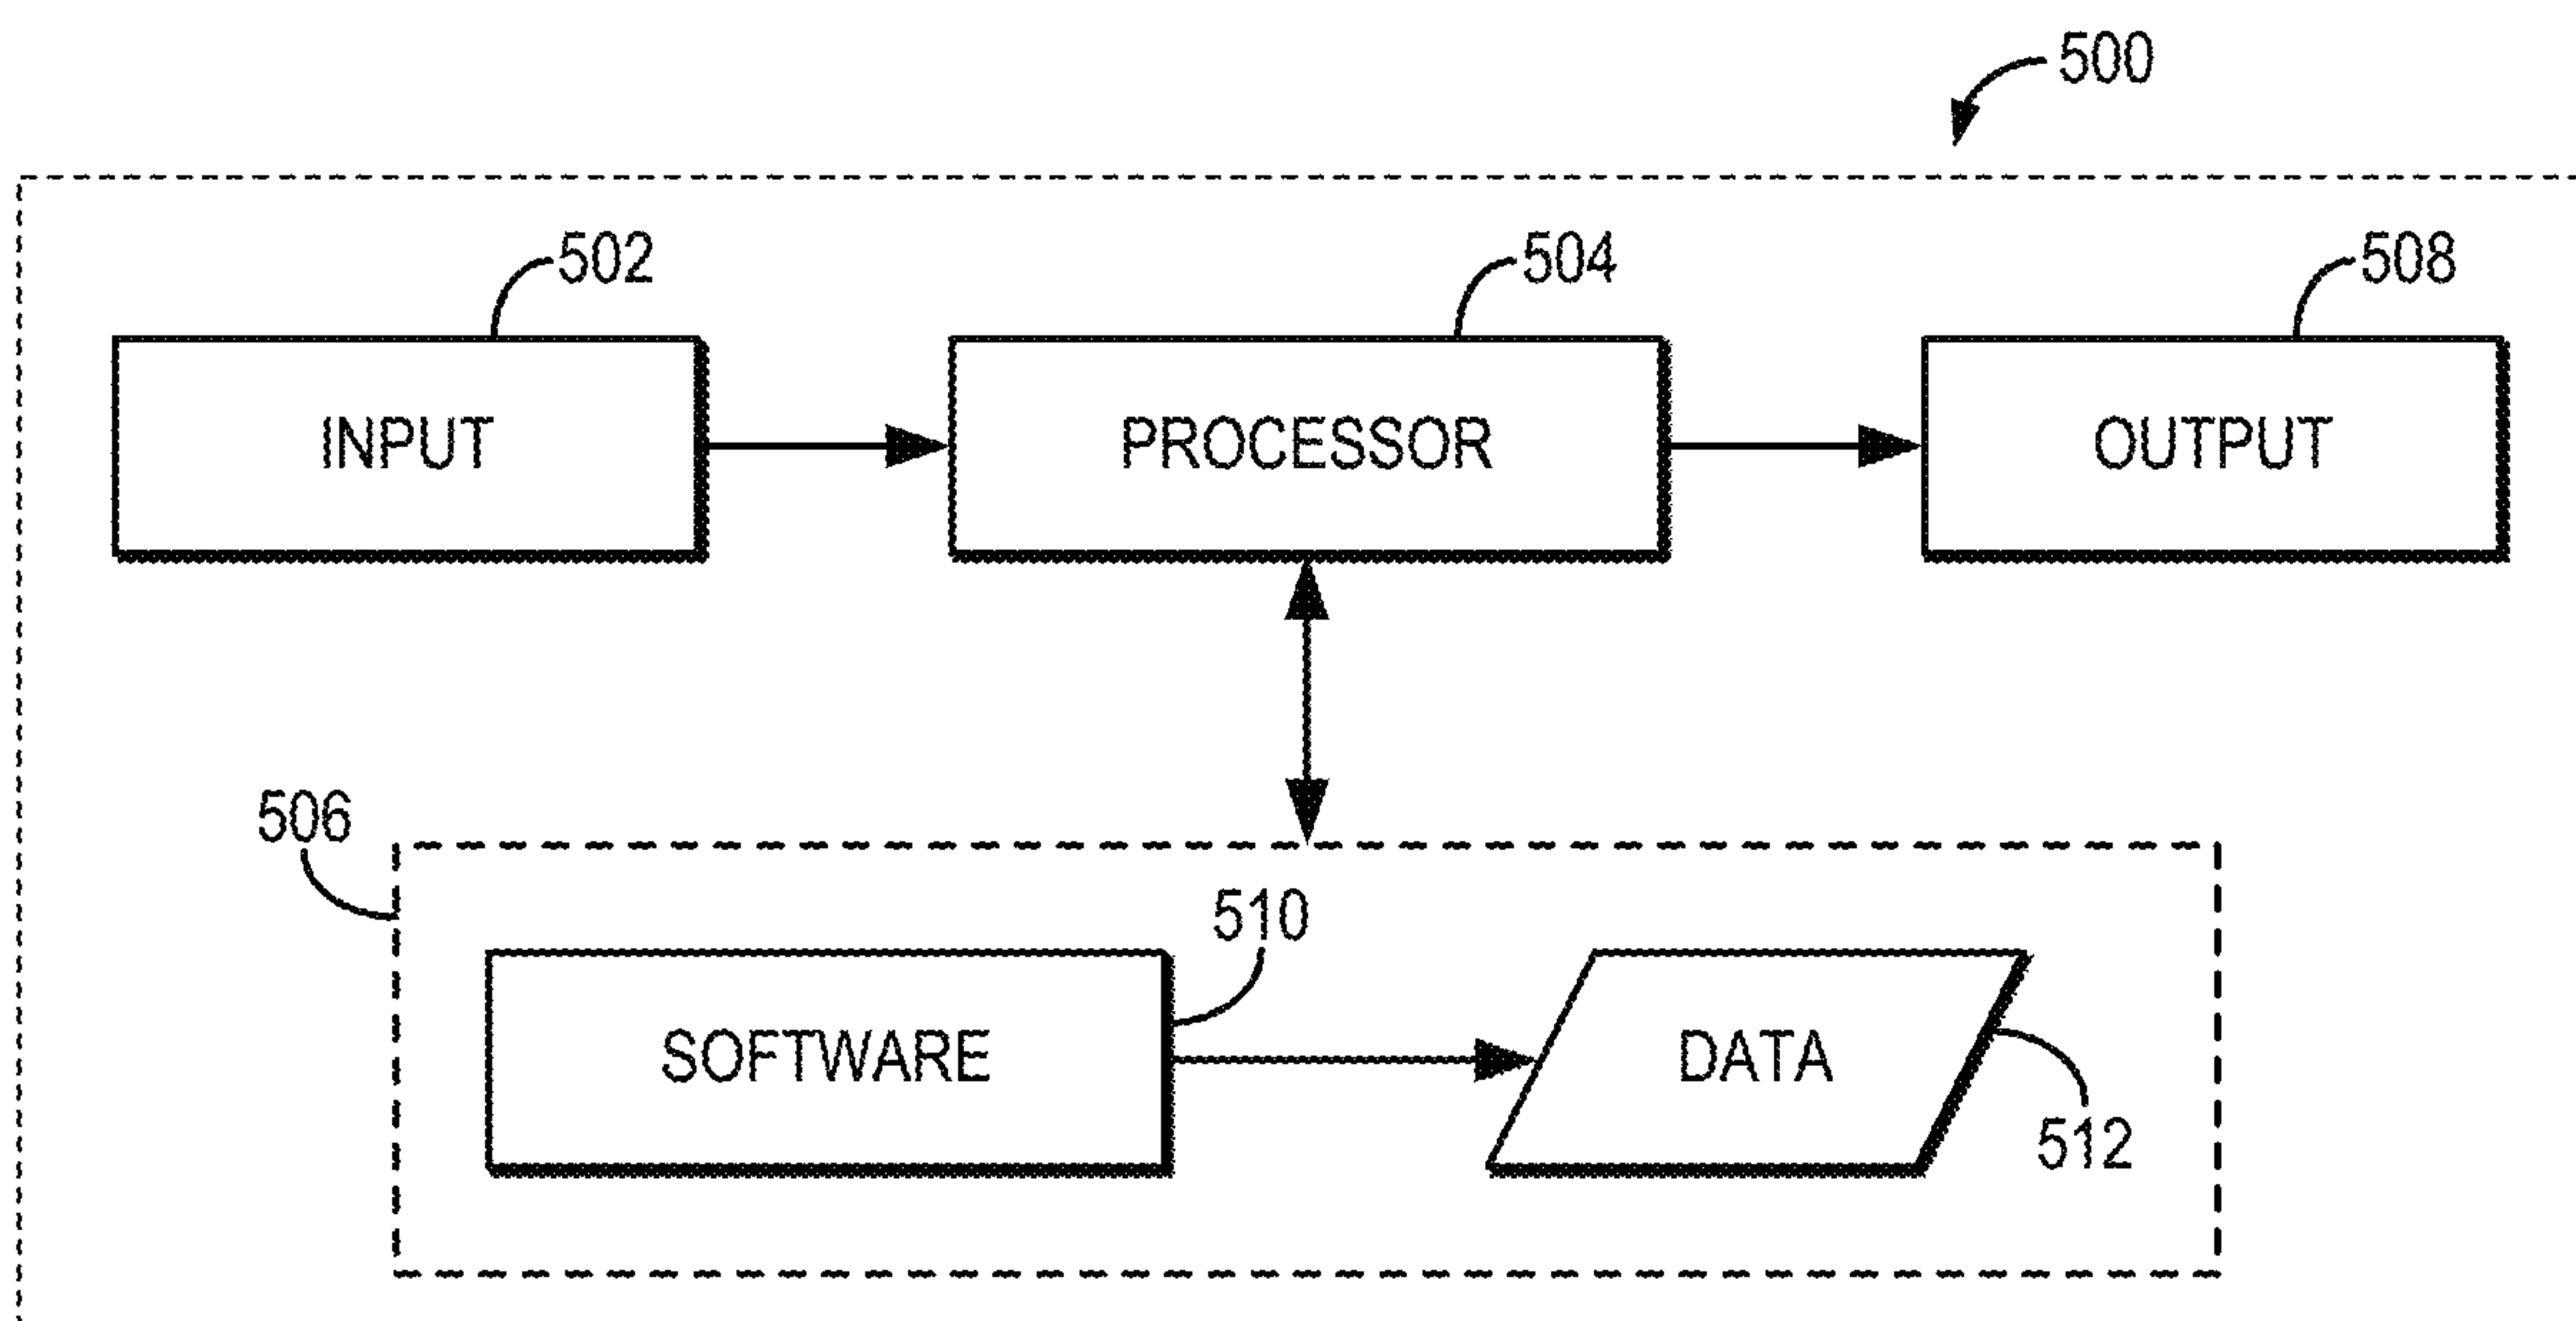 500
502
504
508
INPUT
PROCESSOR
OUTPUT
506
510
SOFTWARE
DATA
512